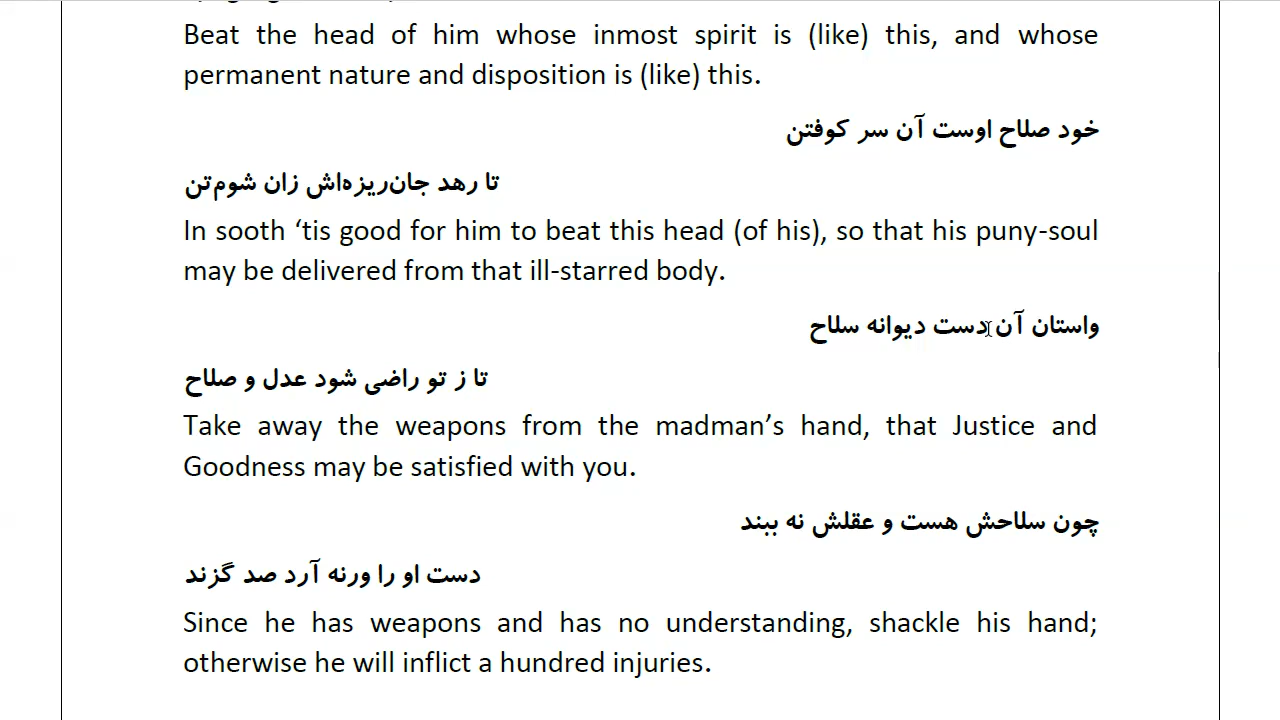 Beat the head of him whose inmost spirit is (like) this, and whose
permanent nature and disposition is (like) this.
خود صلاح اوست آن سر کوفتن
تا رهد جان‌ریزه‌اش زان شوم‌تن
In sooth ‘tis good for him to beat this head (of his), so that his puny-soul
may be delivered from that ill-starred body.
واستان آن دست دیوانه سلاح
تا ز تو راضی شود عدل و صلاح
Take away the weapons from the madman’s hand, that Justice and
Goodness may be satisfied with you.
چون سلاحش هست و عقلش نه ببند
دست او را ورنه آرد صد گزند
Since he has weapons and has no understanding, shackle his hand;
otherwise he will inflict a hundred injuries.